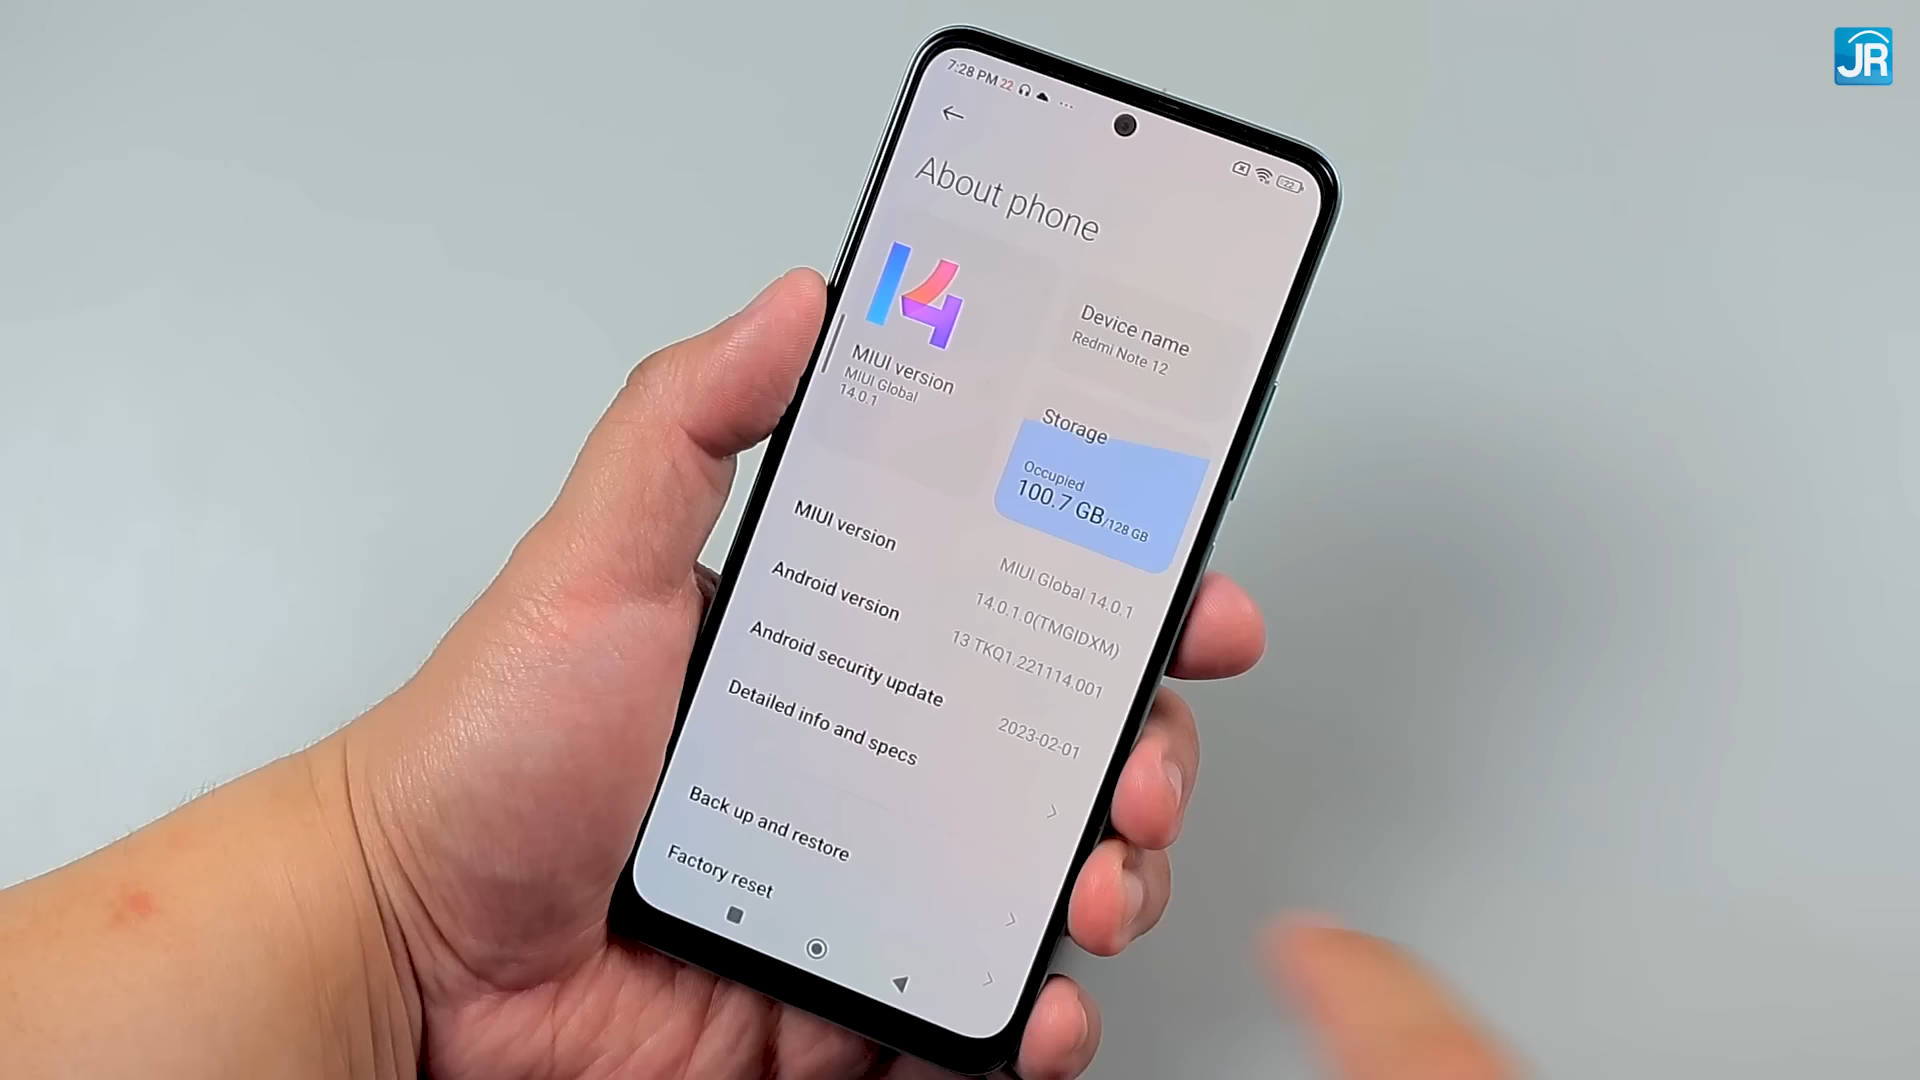 JR
7:28 PM 22
22
About phone
14
MIUI version
MIUI Global
14.0.1
Device name
Redmi Note 12
Storage
Occupied
100.7 GB/128 GB
MIUI version
MIUI Global 14.0.1
14.0.1.0(TMGIDXM)
Android version
13 TKQ1.221114.001
Android security update
2023-02-01
Detailed info and specs
Back up and restore
Factory reset